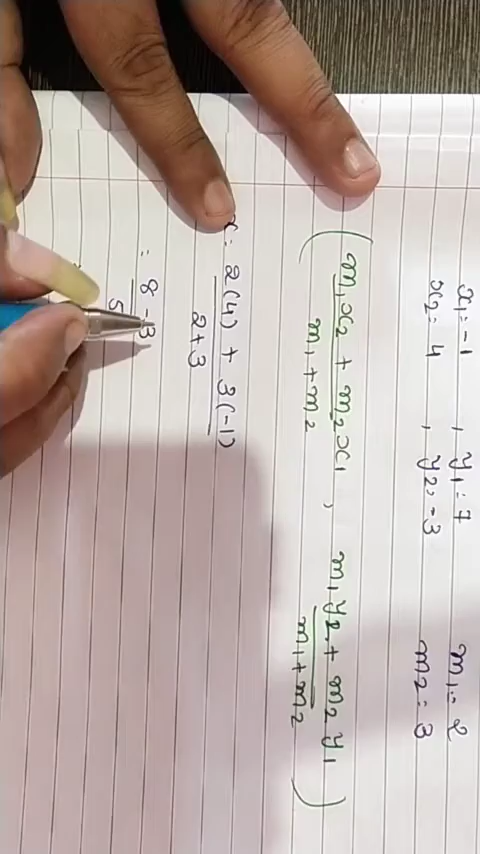 x₁ = -1 , y₁ = 7 m₁ = 2
x₂ = 4 , y₂ = -3 m₂ = 3
( m₁x₂ + m₂x₁ / m₁ + m₂ , m₁y₂ + m₂y₁ / m₁ + m₂ )
x = 2(4) + 3(-1) / 2+3
= 8 - 3 / 5